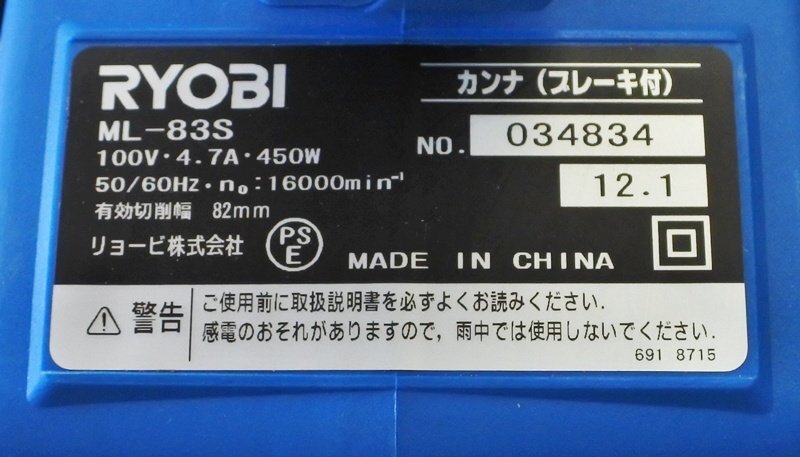 RYOBI
カンナ（ブレーキ付）
ML-83S
NO. 034834
100V・4.7A・450W
50/60Hz・n₀:16000min⁻¹
12.1
有効切削幅 82mm
リョービ株式会社
PS
E
MADE IN CHINA
警告
ご使用前に取扱説明書を必ずよくお読みください.
感電のおそれがありますので，雨中では使用しないでください.
691 8715